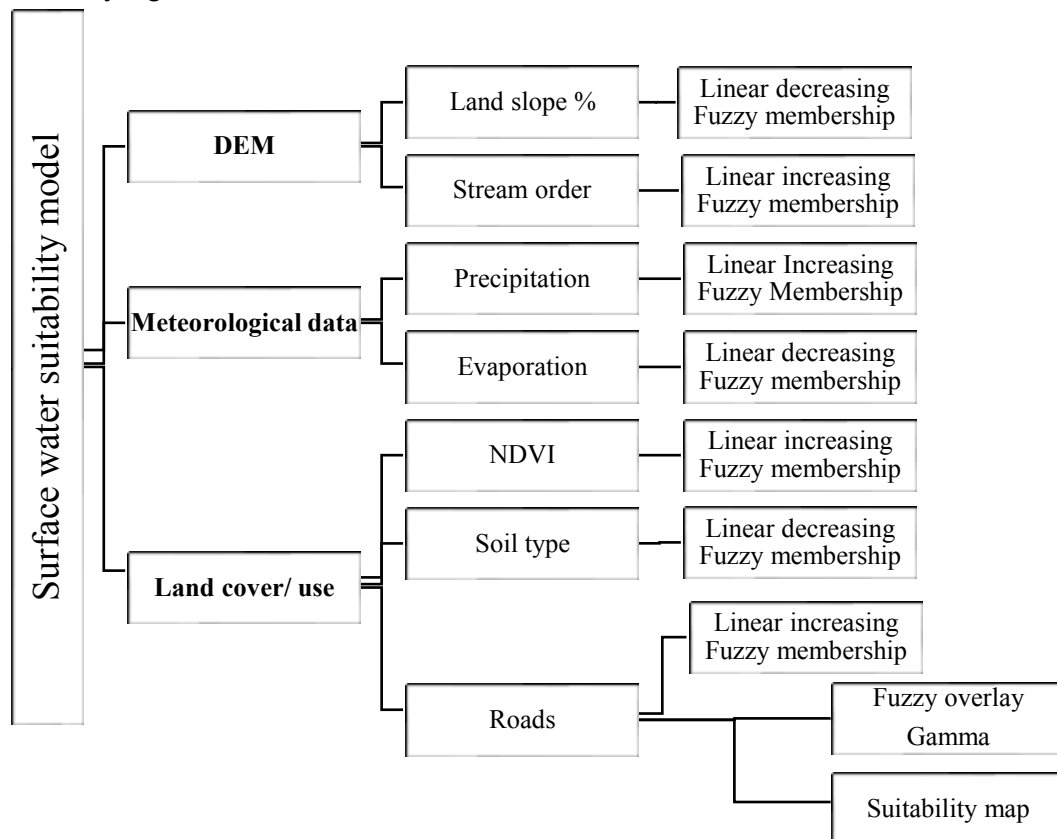 Surface water suitability model
DEM
Land slope %
Linear decreasing
Fuzzy membership
Stream order
Linear increasing
Fuzzy membership
Meteorological data
Precipitation
Linear Increasing
Fuzzy Membership
Evaporation
Linear decreasing
Fuzzy membership
Land cover/ use
NDVI
Linear increasing
Fuzzy membership
Soil type
Linear decreasing
Fuzzy membership
Roads
Linear increasing
Fuzzy membership
Fuzzy overlay
Gamma
Suitability map